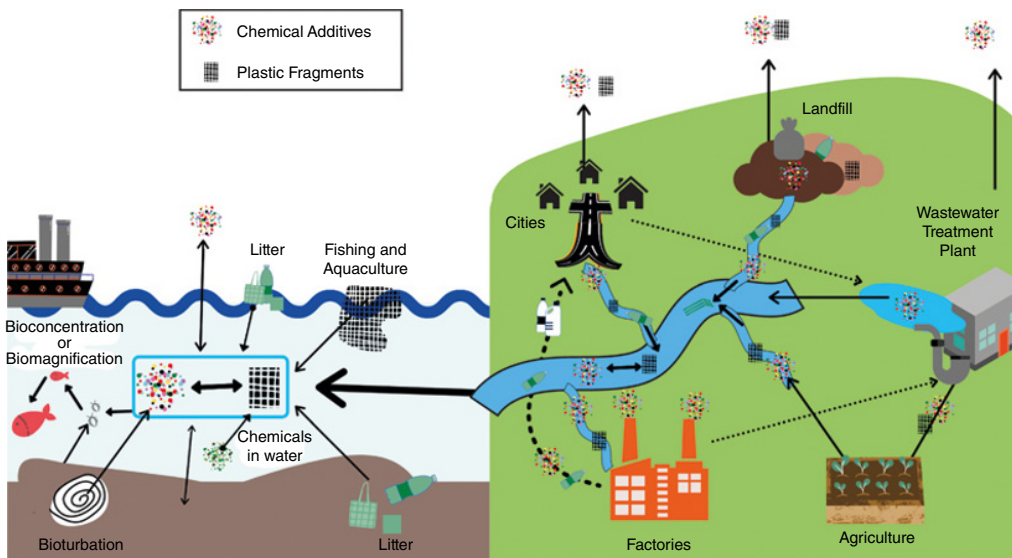 Chemical Additives
Plastic Fragments
Landfill
Cities
Wastewater
Treatment
Plant
Litter
Fishing and
Aquaculture
Bioconcentration
or
Biomagnification
Chemicals
in water
Bioturbation
Litter
Factories
Agriculture